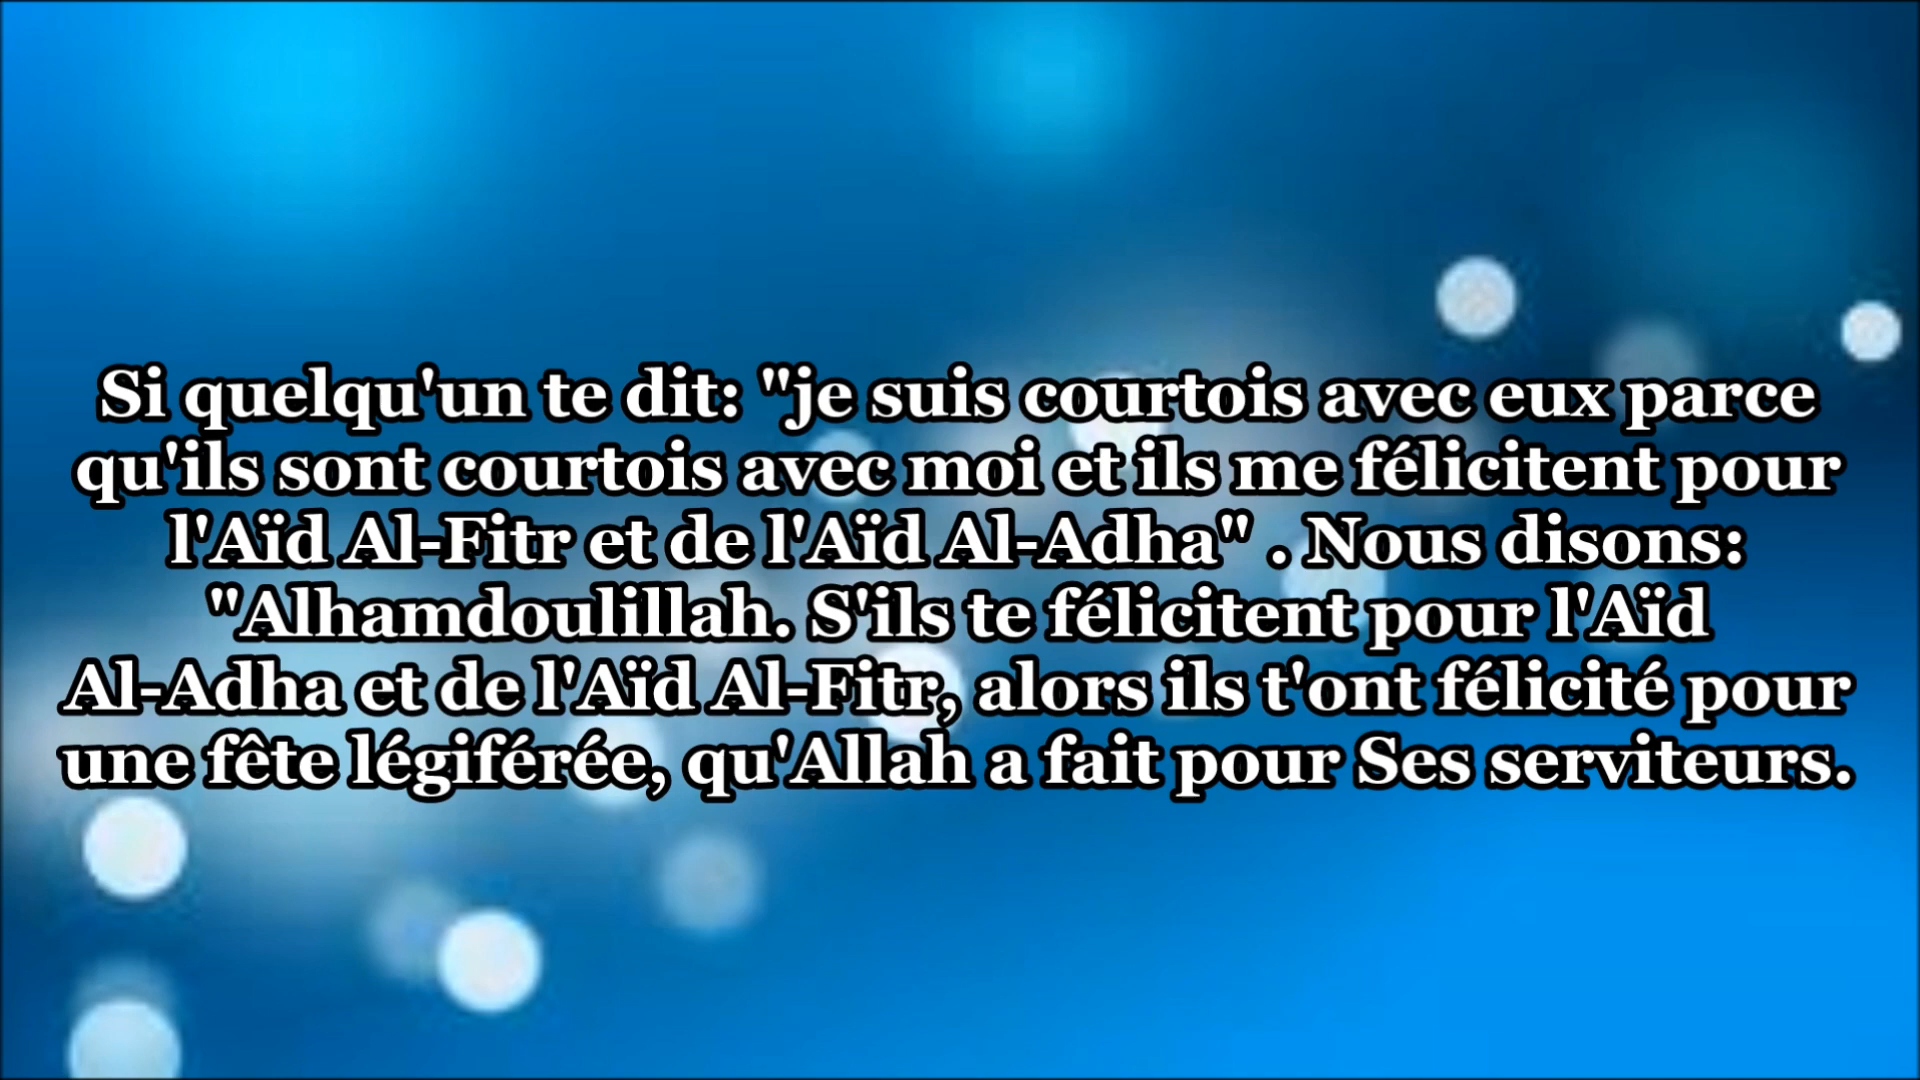 Si quelqu'un te dit: "je suis courtois avec eux parce
qu'ils sont courtois avec moi et ils me félicitent pour
l'Aïd Al-Fitr et de l'Aïd Al-Adha" . Nous disons:
"Alhamdoulillah. S'ils te félicitent pour l'Aïd
Al-Adha et de l'Aïd Al-Fitr, alors ils t'ont félicité pour
une fête légiférée, qu'Allah a fait pour Ses serviteurs.